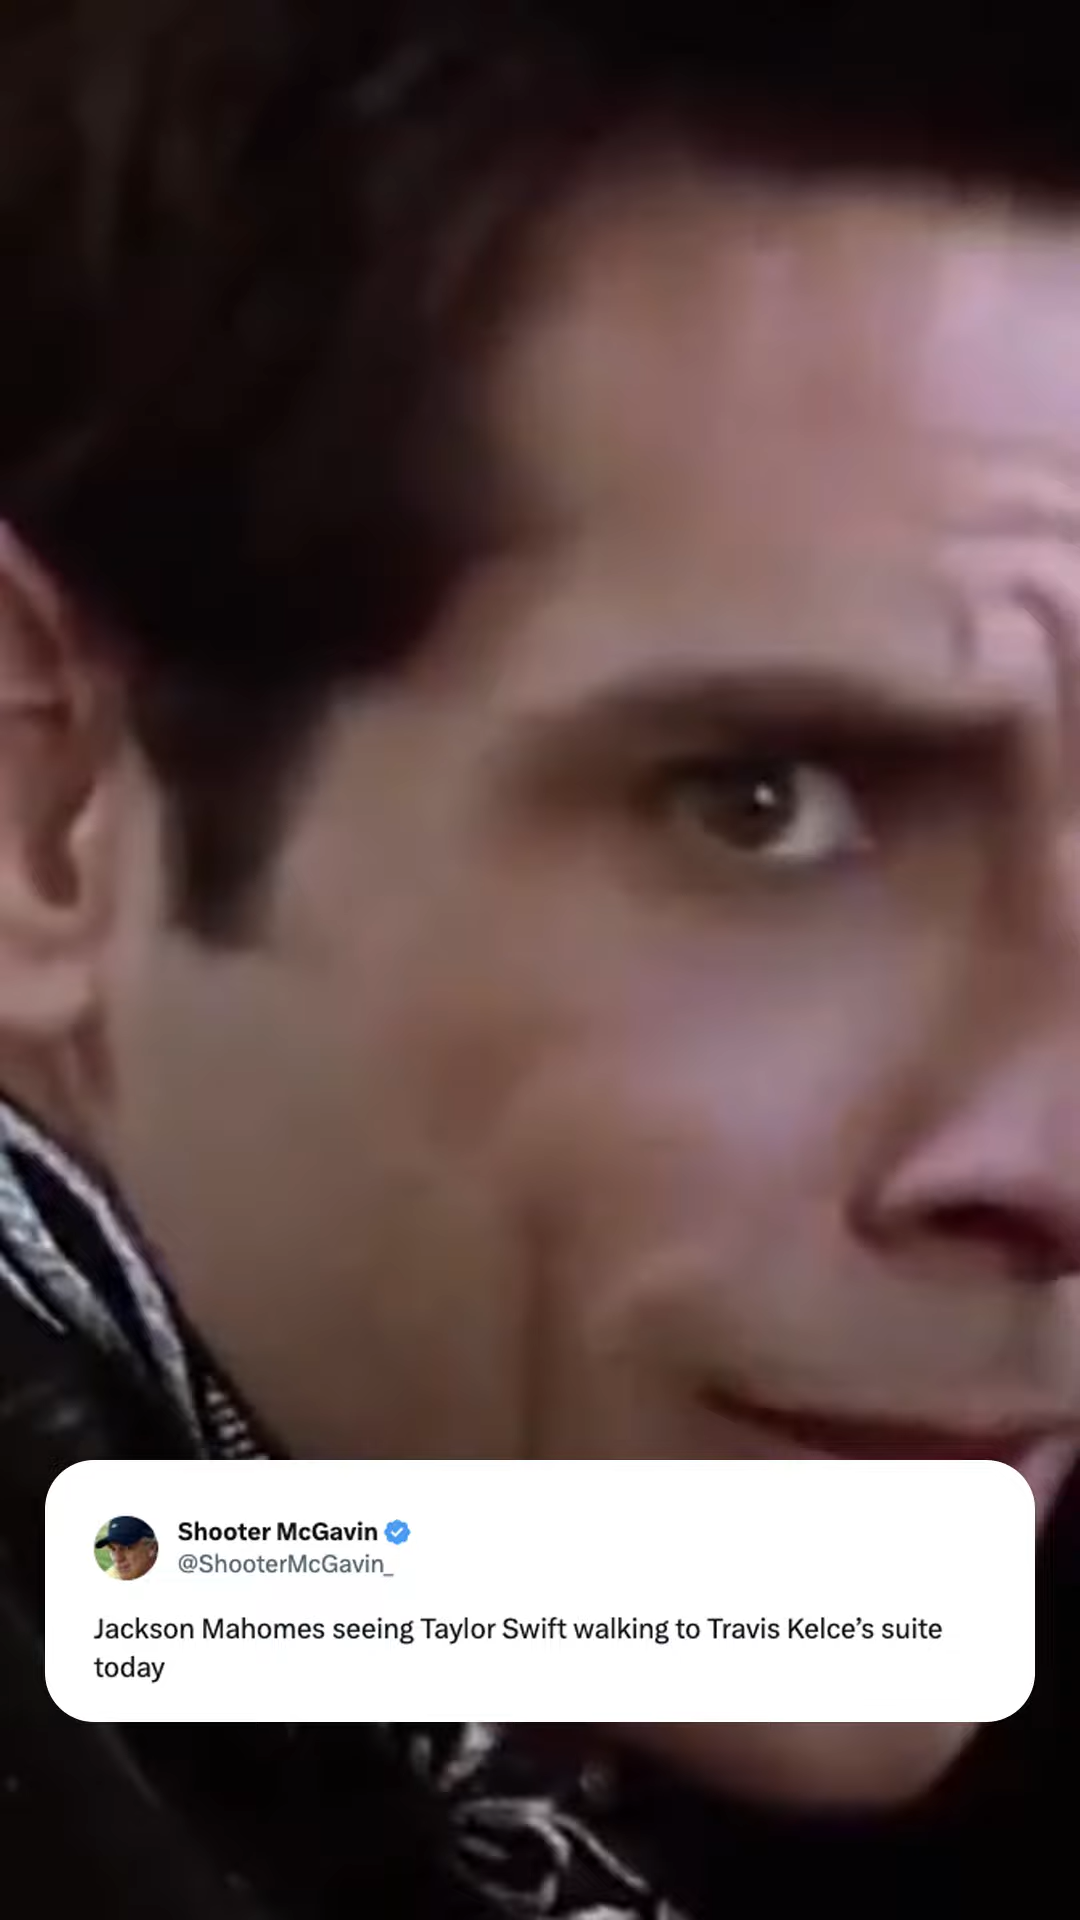 Shooter McGavin
@ShooterMcGavin_
Jackson Mahomes seeing Taylor Swift walking to Travis Kelce’s suite
today